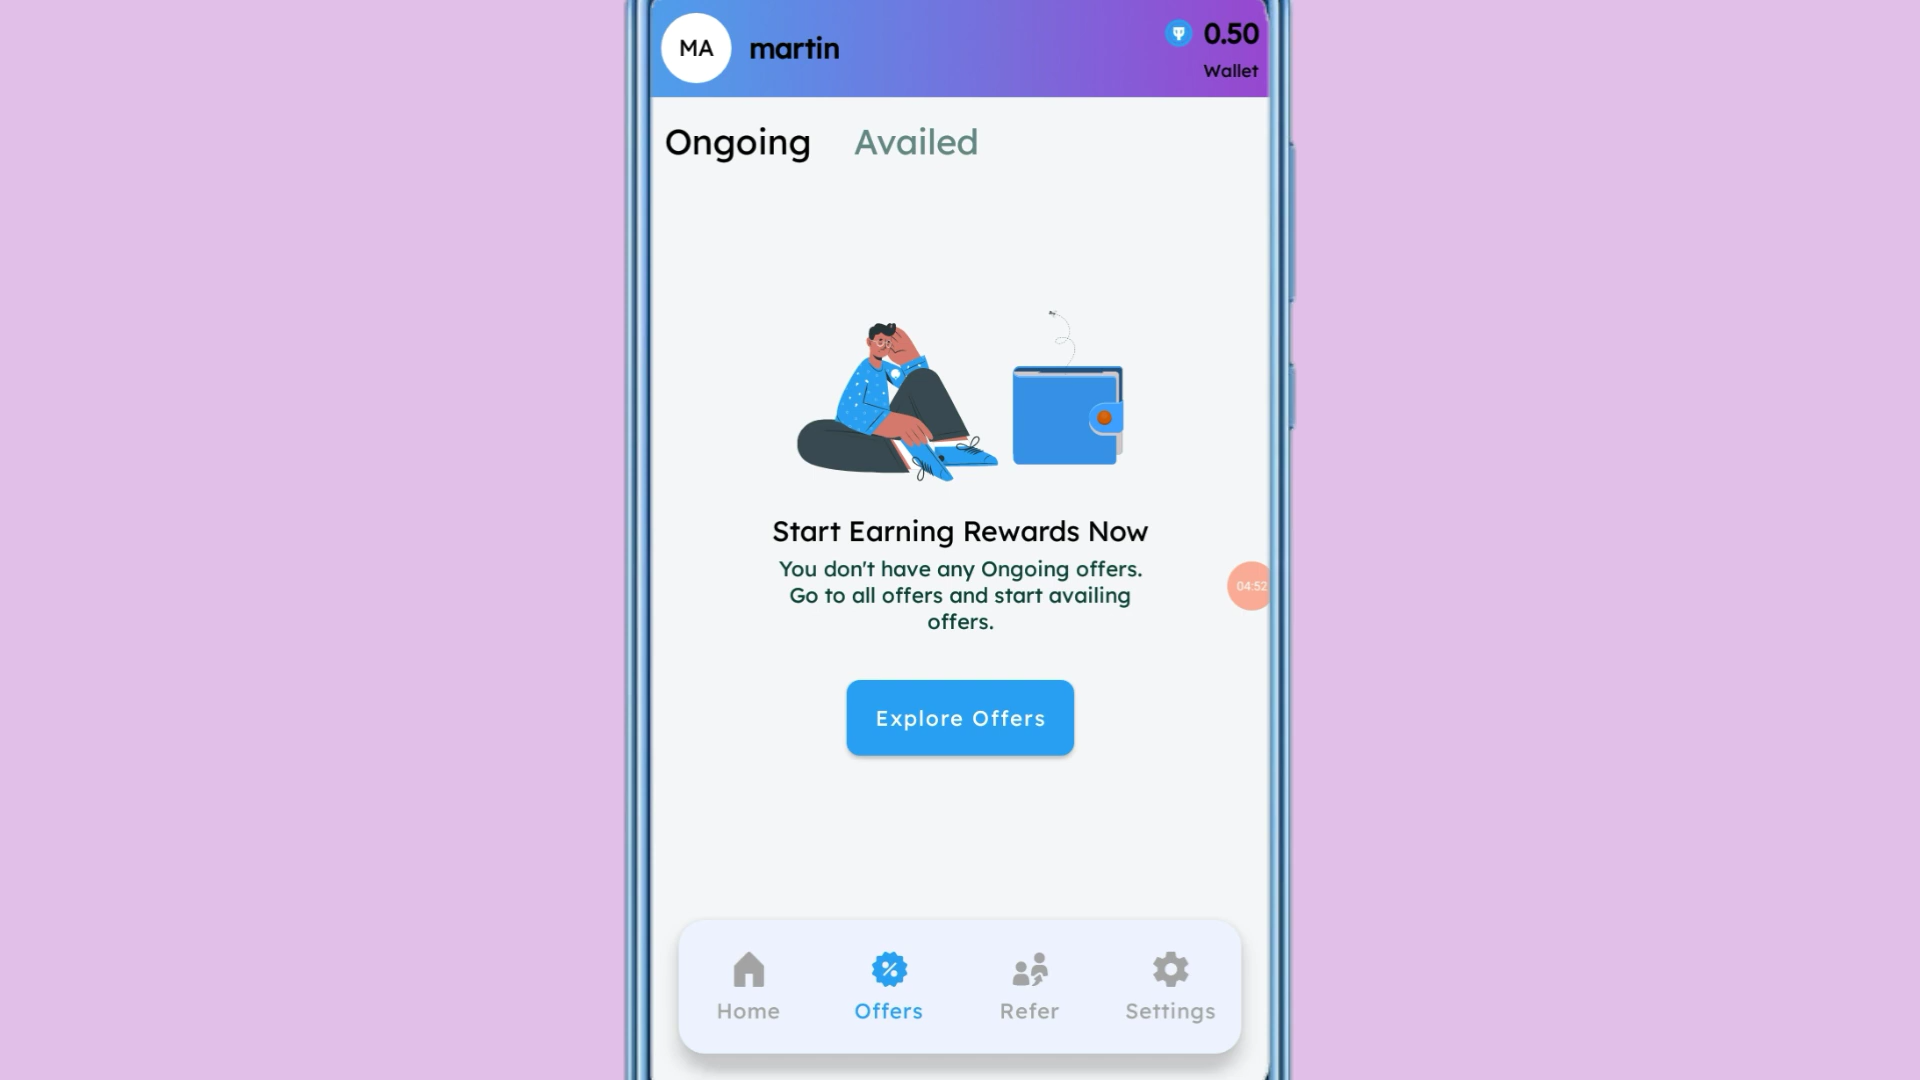 MA
martin
0.50
Wallet
Ongoing
Availed
Start Earning Rewards Now
You don't have any Ongoing offers.
Go to all offers and start availing
offers.
04:52
Explore Offers
Home
Offers
Refer
Settings